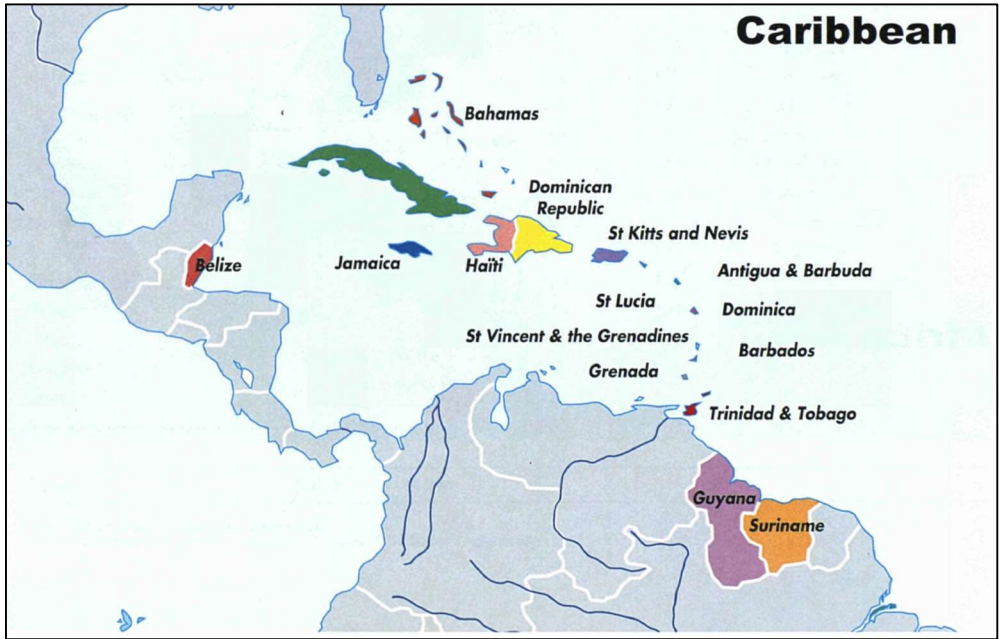 Caribbean
Bahamas
Dominican
Republic
St Kitts and Nevis
Belize
Jamaica
Haïti
Antigua & Barbuda
St Lucia
Dominica
St Vincent & the Grenadines
Barbados
Grenada
Trinidad & Tobago
Guyana
Suriname